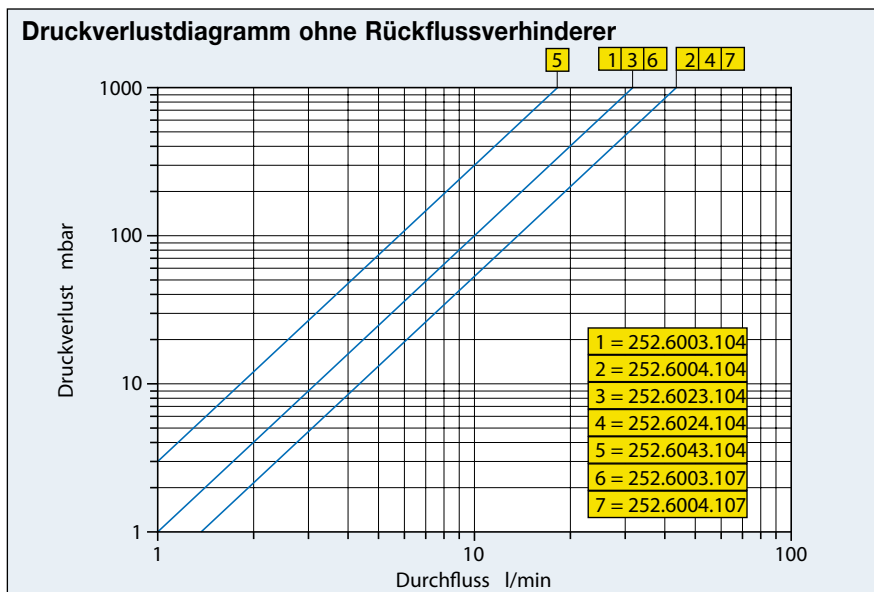 Druckverlustdiagramm ohne Rückflussverhinderer
5 1 3 6 2 4 7
1000
100
10
1
Druckverlust mbar
1 = 252.6003.104
2 = 252.6004.104
3 = 252.6023.104
4 = 252.6024.104
5 = 252.6043.104
6 = 252.6003.107
7 = 252.6004.107
1 10 100
Durchfluss l/min